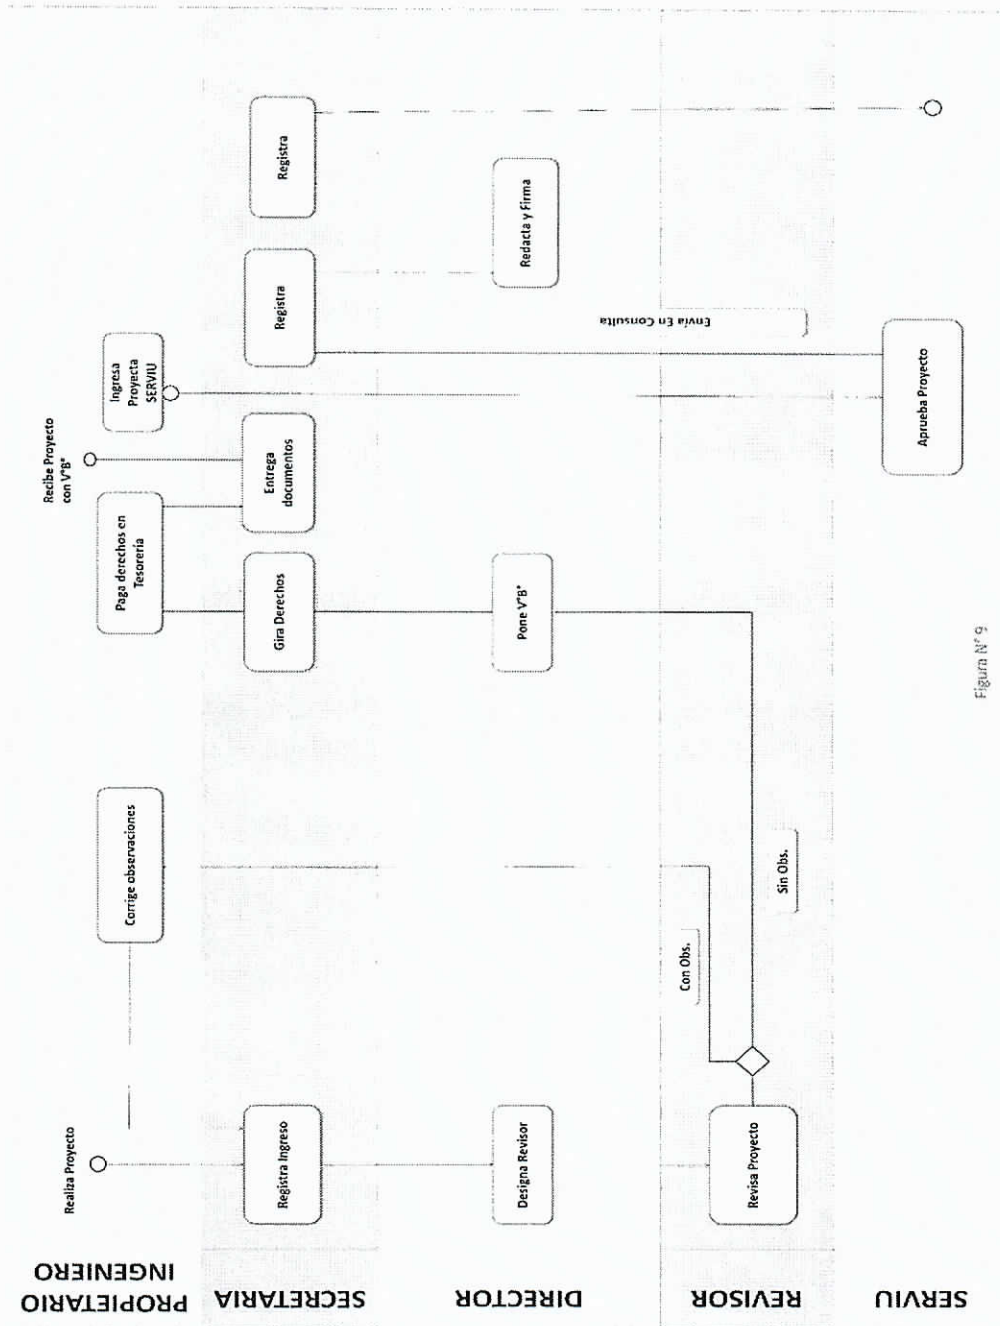 PROPIETARIO
INGENIERO
Realiza Proyecto
Corrige observaciones
Paga derechos en
Tesorería
Recibe Proyecto
con V°B°
Ingresa
Proyecta
SERVIU
SECRETARIA
Registra Ingreso
Gira Derechos
Entrega
documentos
Registra
Registra
DIRECTOR
Designa Revisor
Pone V°B°
Redacta y Firma
REVISOR
Revisa Proyecto
Con Obs.
Sin Obs.
Envía En Consulta
SERVIU
Aprueba Proyecto
Figura N° 9